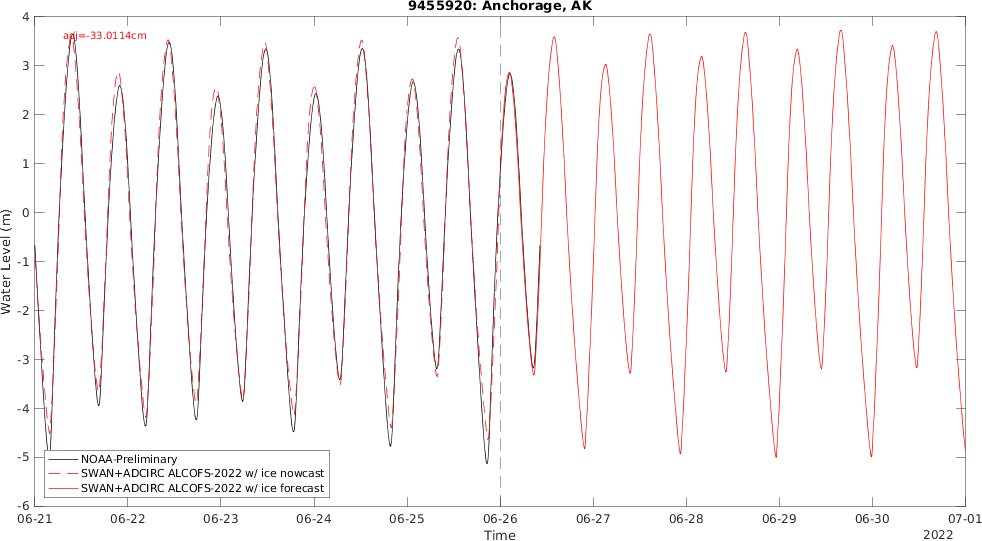 9455920: Anchorage, AK
adj=-33.0114cm
Water Level (m)
4
3
2
1
0
-1
-2
-3
-4
-5
-6
NOAA-Preliminary
SWAN+ADCIRC ALCOFS-2022 w/ ice nowcast
SWAN+ADCIRC ALCOFS-2022 w/ ice forecast
06-21 06-22 06-23 06-24 06-25 06-26 06-27 06-28 06-29 06-30 07-01
Time
2022